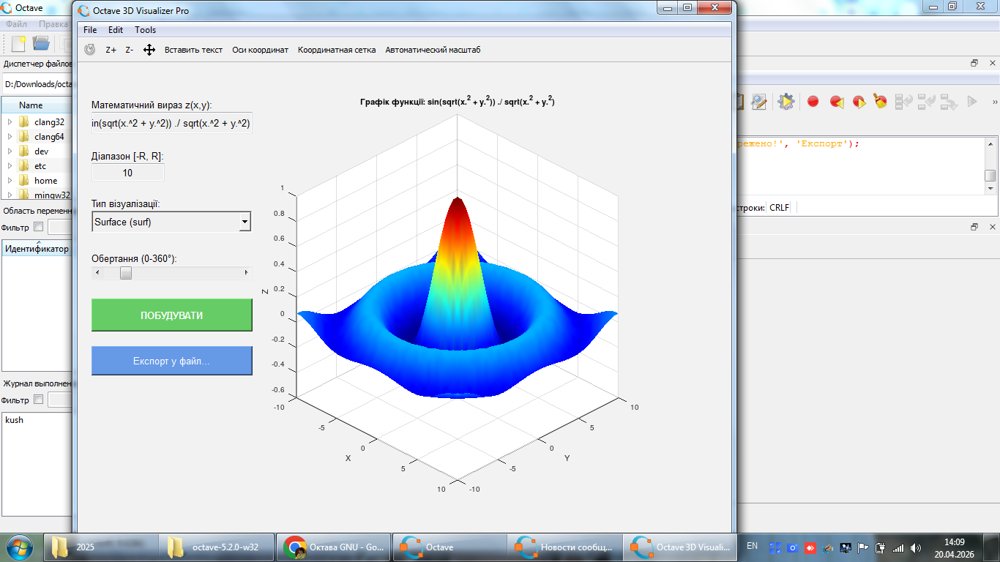 Octave
Файл Правка
Диспетчер файлов
D:/Downloads/octa
Name
clang32
clang64
dev
etc
home
mingw32
Область перемен
Фильтр
Идентификатор
Журнал выполнен
Фильтр
kush
Octave 3D Visualizer Pro
File Edit Tools
Z+ Z- Вставить текст Оси координат Координатная сетка Автоматический масштаб
Математичний вираз z(x,y):
in(sqrt(x.^2 + y.^2)) ./ sqrt(x.^2 + y.^2)
Діапазон [-R, R]:
10
Тип візуалізації:
Surface (surf)
Обертання (0-360°):
ПОБУДУВАТИ
Експорт у файл...
Графік функції: sin(sqrt(x.2 + y.2)) ./ sqrt(x.2 + y.2)
1
0.8
0.6
0.4
0.2
0
-0.2
-0.4
-0.6
Z
-10
-5
0
5
10
X
-10
-5
0
5
10
Y
режено!', 'Експорт');
строки: CRLF
2025
octave-5.2.0-w32
Октава GNU - Go...
Octave
Новости сообщ...
Octave 3D Visuali...
EN
14:09
20.04.2026